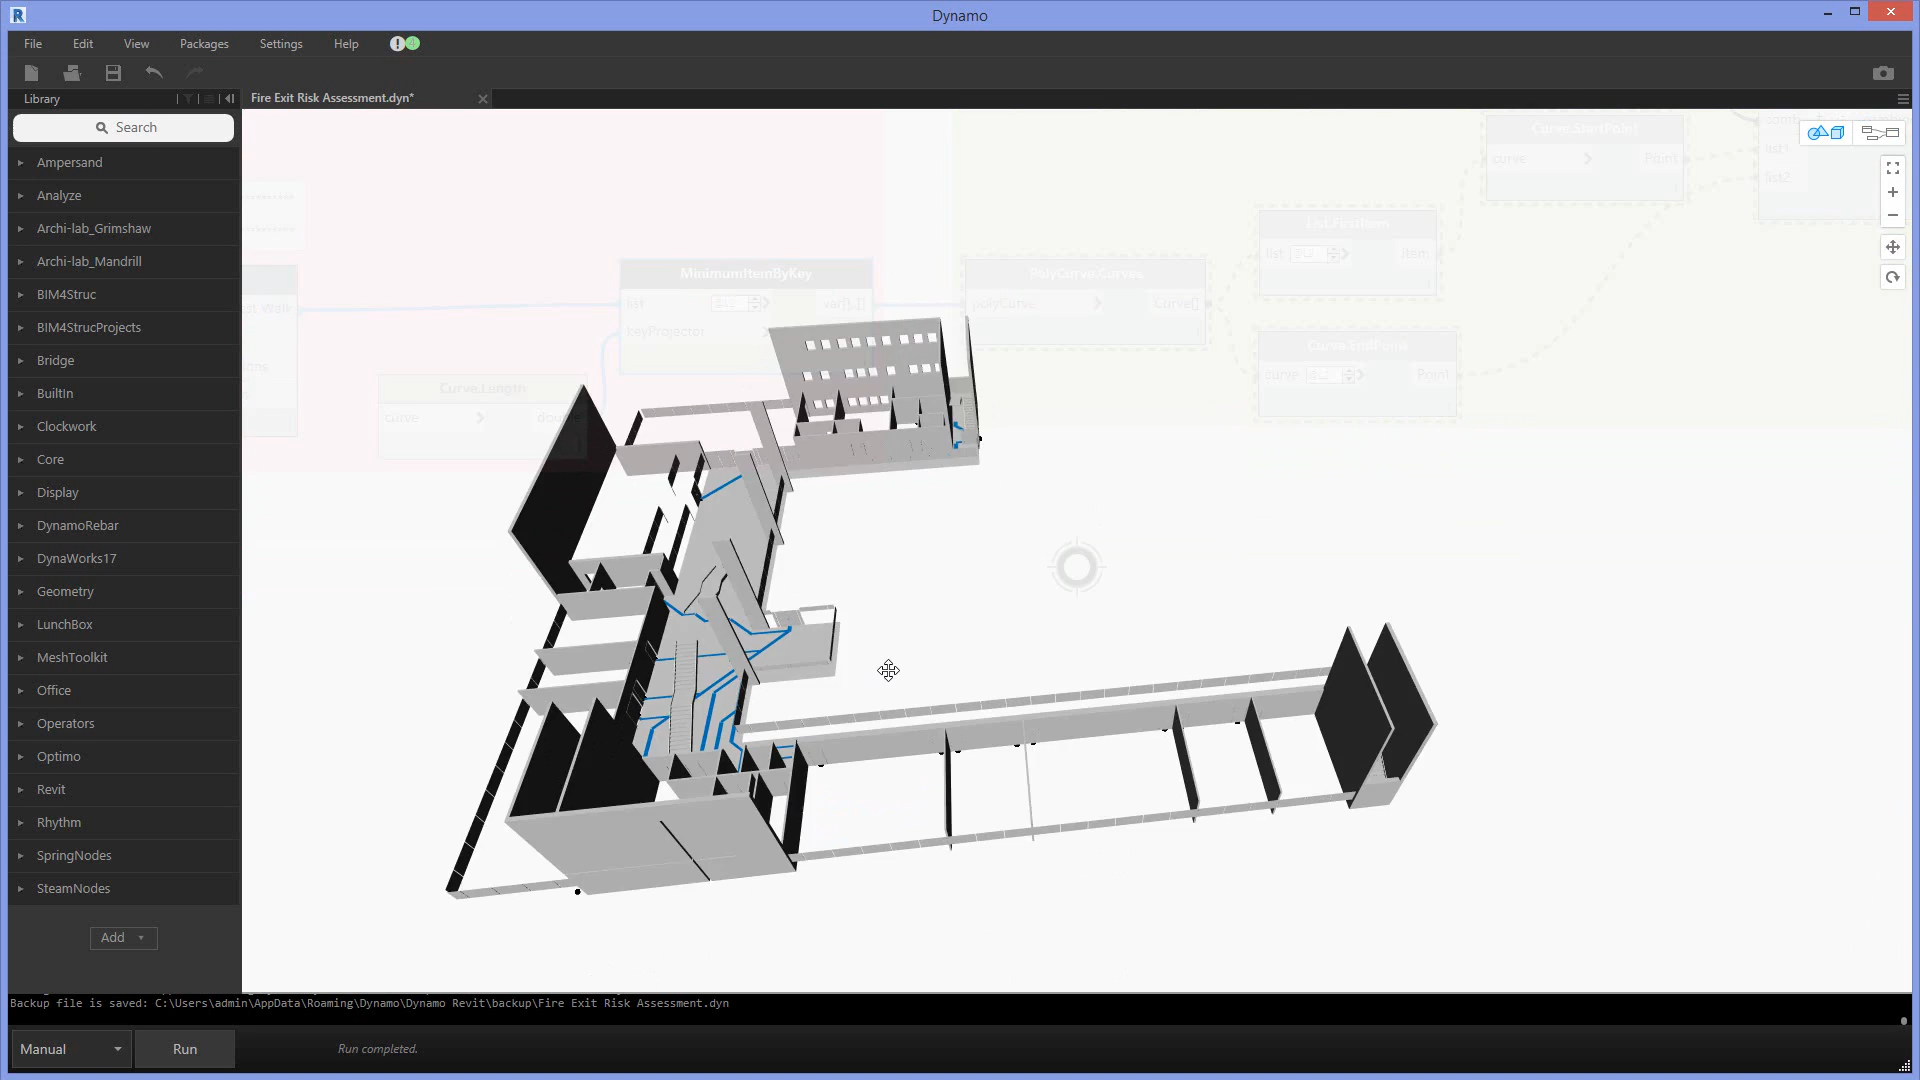 Dynamo
File Edit View Packages Settings Help
Library
Fire Exit Risk Assessment.dyn*
Search
Ampersand
Analyze
Archi-lab_Grimshaw
Archi-lab_Mandrill
BIM4Struc
BIM4StrucProjects
Bridge
BuiltIn
Clockwork
Core
Display
DynamoRebar
DynaWorks17
Geometry
LunchBox
MeshToolkit
Office
Operators
Optimo
Revit
Rhythm
SpringNodes
SteamNodes
Add
Curve.StartPoint
curve > Point
list1
list2
List.FirstItem
list > item
MinimumItemByKey
list > var[]..[]
keyProjector
PolyCurve.Curves
polyCurve > Curve[]
Walk
Curve.EndPoint
curve > Point
Curve.Length
curve >
Backup file is saved: C:\Users\admin\AppData\Roaming\Dynamo\Dynamo Revit\backup\Fire Exit Risk Assessment.dyn
Manual
Run
Run completed.